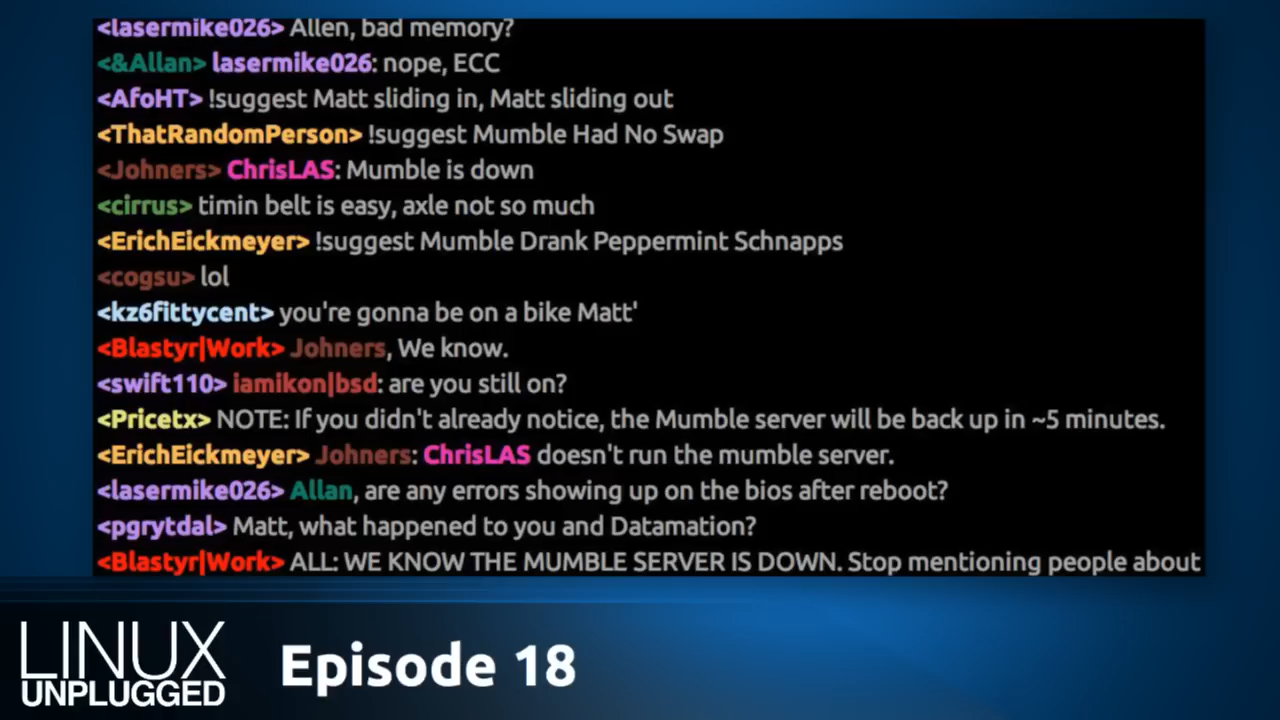 <lasermike026> Allen, bad memory?
<&Allan> lasermike026: nope, ECC
<AfoHT> !suggest Matt sliding in, Matt sliding out
<ThatRandomPerson> !suggest Mumble Had No Swap
<Johners> ChrisLAS: Mumble is down
<cirrus> timin belt is easy, axle not so much
<ErichEickmeyer> !suggest Mumble Drank Peppermint Schnapps
<cogsu> lol
<kz6fittycent> you're gonna be on a bike Matt'
<Blastyr|Work> Johners, We know.
<swift110> iamikon|bsd: are you still on?
<Pricetx> NOTE: If you didn't already notice, the Mumble server will be back up in ~5 minutes.
<ErichEickmeyer> Johners: ChrisLAS doesn't run the mumble server.
<lasermike026> Allan, are any errors showing up on the bios after reboot?
<pgrytdal> Matt, what happened to you and Datamation?
<Blastyr|Work> ALL: WE KNOW THE MUMBLE SERVER IS DOWN. Stop mentioning people about
LINUX
UNPLUGGED
Episode 18